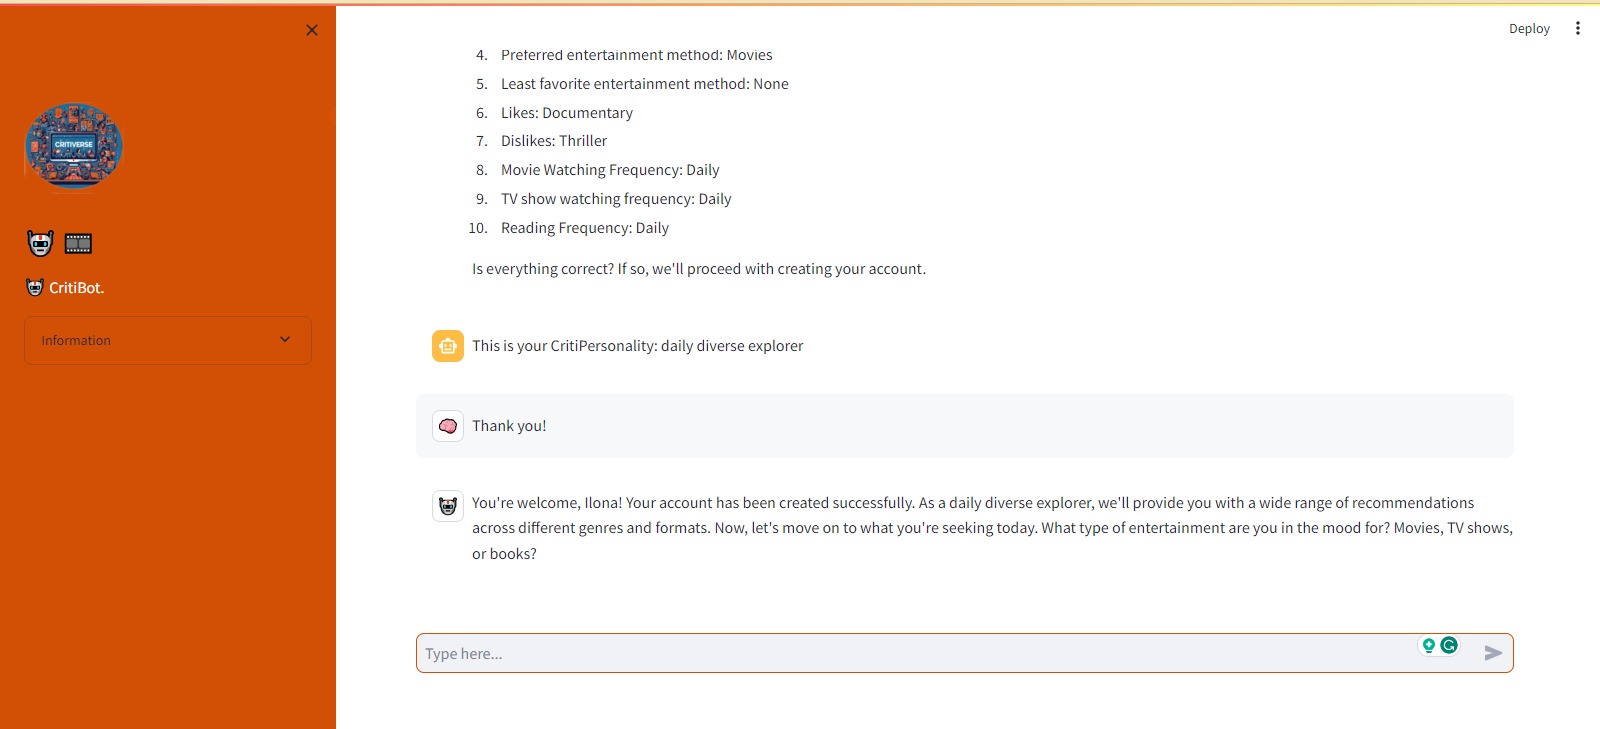 Deploy
CRITIVERSE
CritiBot.
Information
4. Preferred entertainment method: Movies
5. Least favorite entertainment method: None
6. Likes: Documentary
7. Dislikes: Thriller
8. Movie Watching Frequency: Daily
9. TV show watching frequency: Daily
10. Reading Frequency: Daily
Is everything correct? If so, we'll proceed with creating your account.
This is your CritiPersonality: daily diverse explorer
Thank you!
You're welcome, Ilona! Your account has been created successfully. As a daily diverse explorer, we'll provide you with a wide range of recommendations
across different genres and formats. Now, let's move on to what you're seeking today. What type of entertainment are you in the mood for? Movies, TV shows,
or books?
Type here...